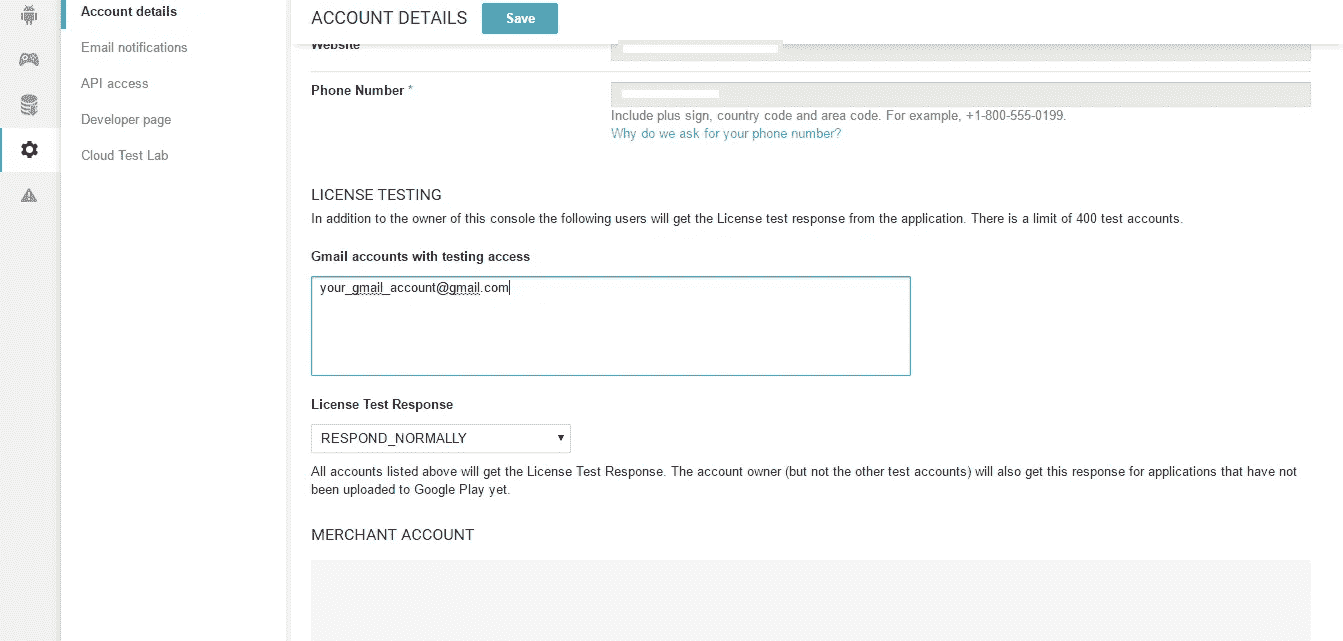 Account details
Email notifications
API access
Developer page
Cloud Test Lab
ACCOUNT DETAILS
Save
Website
Phone Number *
Include plus sign, country code and area code. For example, +1-800-555-0199.
Why do we ask for your phone number?
LICENSE TESTING
In addition to the owner of this console the following users will get the License test response from the application. There is a limit of 400 test accounts.
Gmail accounts with testing access
your_gmail_account@gmail.com
License Test Response
RESPOND_NORMALLY
All accounts listed above will get the License Test Response. The account owner (but not the other test accounts) will also get this response for applications that have not
been uploaded to Google Play yet.
MERCHANT ACCOUNT